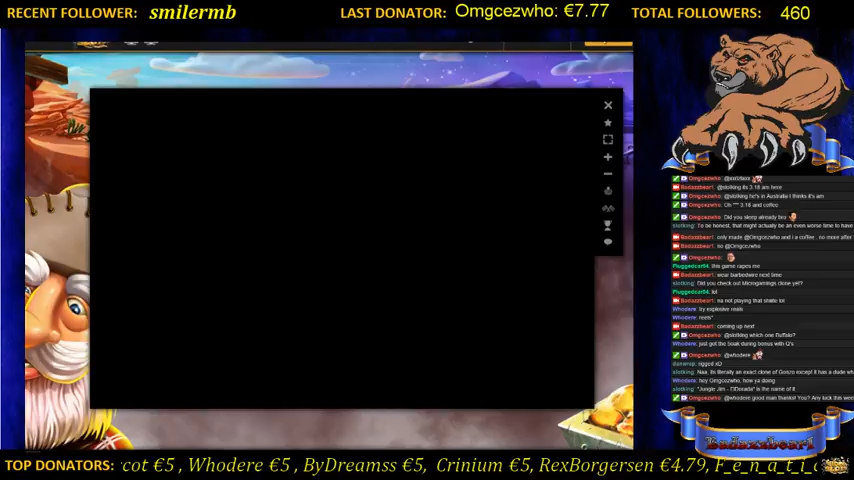 RECENT FOLLOWER: smilermb
LAST DONATOR: Omgcezwho: €7.77
TOTAL FOLLOWERS: 460
Omgcezwho:
Badazzbear1: @slotking its 3:18 am here
Omgcezwho: @slotking he's in Australia I thinks it's am
Omgcezwho: Oh *** 3:18 and coffee
Omgcezwho: Did you sleep already bro
slotking: To be honest, that might actually be an even worse time to have
Badazzbear1: only made @Omgcezwho and i a coffee . no more after
Badazzbear1: no @Omgcezwho
Omgcezwho:
Pluggedcar64: this game rapes me
Badazzbear1: wear barbedwire next time
slotking: Did you check out Microgamings clone yet?
Pluggedcar64: lol
Badazzbear1: na not playing that shitte lol
Whodere: try explosive reels
Whodere: reels*
Badazzbear1: coming up next
Omgcezwho: @slotking which one Buffalo?
Whodere: just got the 5oak during bonus with Q's
Omgcezwho: @whodere
rigged xD
slotking: Naa, its literally an exact clone of Gonzo except it has a dude w
Whodere: hey Omgcezwho, how ya doing
slotking: "Jungle Jim - ElDorado" is the name of it
Omgcezwho: @whodere good man thanks! You? Any luck this wee
Badazzbear1
TOP DONATORS: cot €5 , Whodere €5 , ByDreamss €5, Crinium €5, RexBorgersen €4.79, F_e_n_a_t_i_c